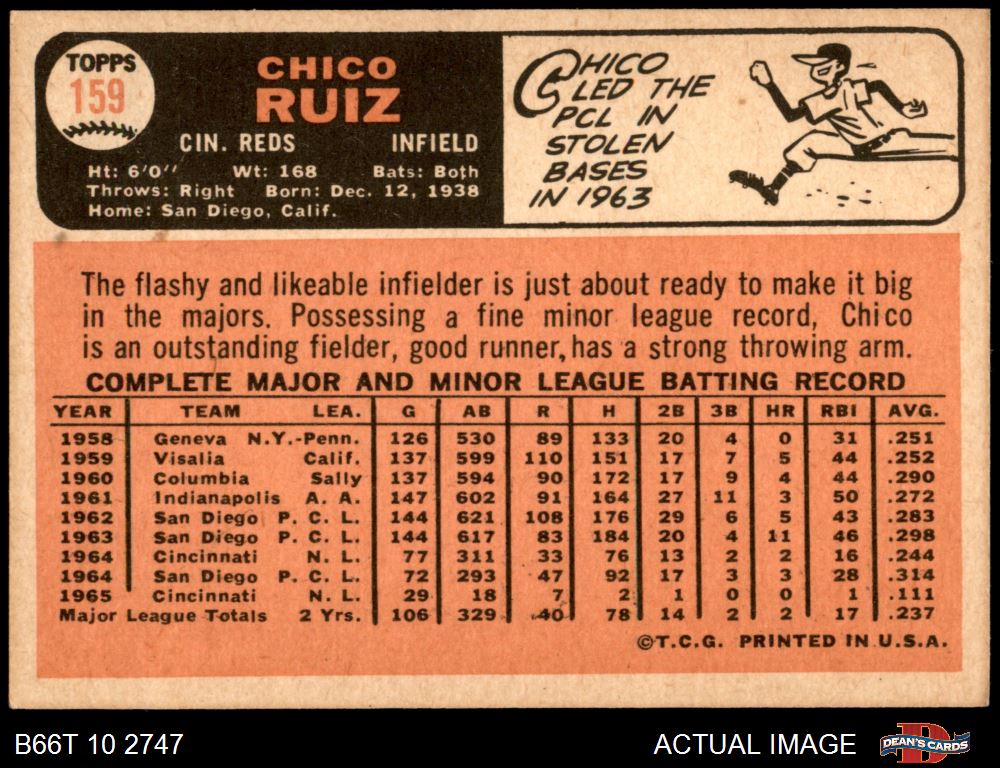 TOPPS
159
CHICO
RUIZ
CIN. REDS INFIELD
Ht: 6'0" Wt: 168 Bats: Both
Throws: Right Born: Dec. 12, 1938
Home: San Diego, Calif.
CHICO
LED THE
PCL IN
STOLEN
BASES
IN 1963
The flashy and likeable infielder is just about ready to make it big
in the majors. Possessing a fine minor league record, Chico
is an outstanding fielder, good runner, has a strong throwing arm.
COMPLETE MAJOR AND MINOR LEAGUE BATTING RECORD
YEAR TEAM LEA. G AB R H 2B 3B HR RBI AVG.
1958 Geneva N.Y.-Penn. 126 530 89 133 20 4 0 31 .251
1959 Visalia Calif. 137 599 110 151 17 7 5 44 .252
1960 Columbia Sally 137 594 90 172 17 9 4 44 .290
1961 Indianapolis A. A. 147 602 91 164 27 11 3 50 .272
1962 San Diego P. C. L. 144 621 108 176 29 6 5 43 .283
1963 San Diego P. C. L. 144 617 83 184 20 4 11 46 .298
1964 Cincinnati N. L. 77 311 33 76 13 2 2 16 .244
1964 San Diego P. C. L. 72 293 47 92 17 3 3 28 .314
1965 Cincinnati N. L. 29 18 7 2 1 0 0 1 .111
Major League Totals 2 Yrs. 106 329 40 78 14 2 2 17 .237
©T.C.G. PRINTED IN U.S.A.
B66T 10 2747 ACTUAL IMAGE DEAN'S CARDS